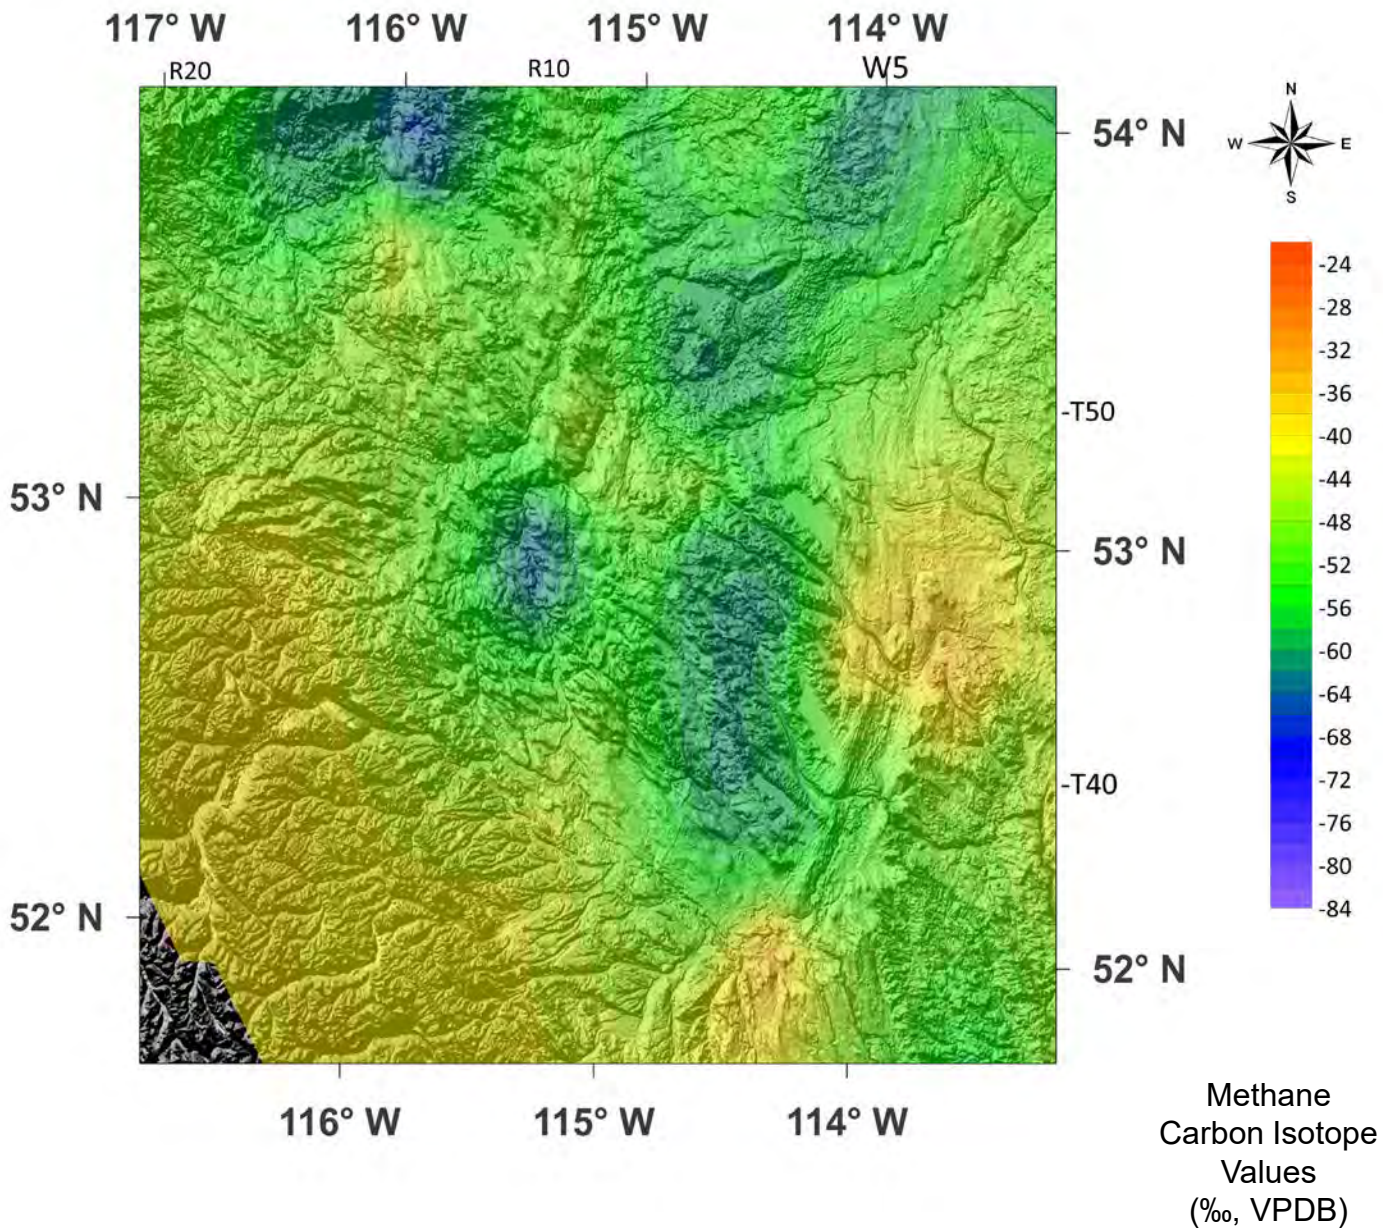 117° W 116° W 115° W 114° W
R20 R10 W5
N
W E
S
54° N
-24
-28
-32
-36
-T50
-40
-44
53° N
-48
-52
53° N
-56
-60
-64
-68
-72
-T40
-76
-80
-84
52° N
52° N
116° W 115° W 114° W
Methane
Carbon Isotope
Values
(‰, VPDB)